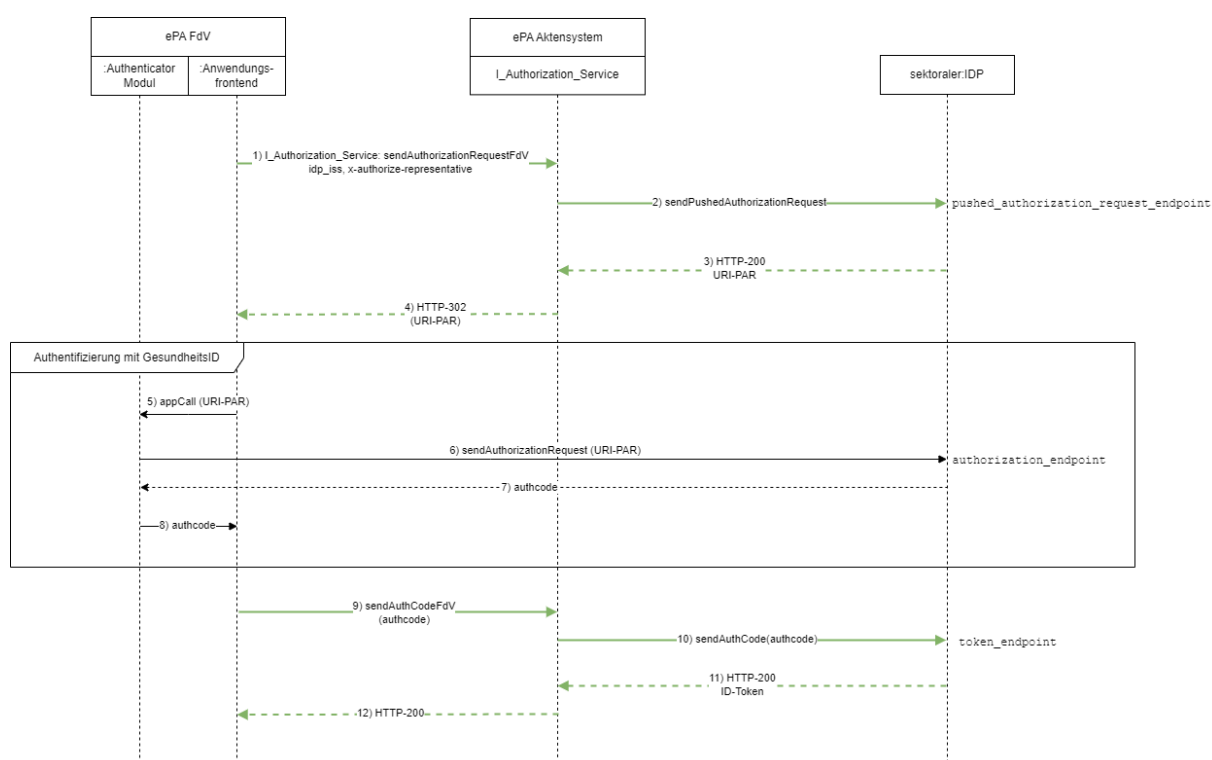 ePA FdV
:Authenticator
Modul
:Anwendungs-
frontend
ePA Aktensystem
I_Authorization_Service
sektoraler:IDP
1) I_Authorization_Service: sendAuthorizationRequestFdV
idp_iss, x-authorize-representative
2) sendPushedAuthorizationRequest
pushed_authorization_request_endpoint
3) HTTP-200
URI-PAR
4) HTTP-302
(URI-PAR)
Authentifizierung mit GesundheitsID
5) appCall (URI-PAR)
6) sendAuthorizationRequest (URI-PAR)
authorization_endpoint
7) authcode
8) authcode
9) sendAuthCodeFdV
(authcode)
10) sendAuthCode(authcode)
token_endpoint
11) HTTP-200
ID-Token
12) HTTP-200